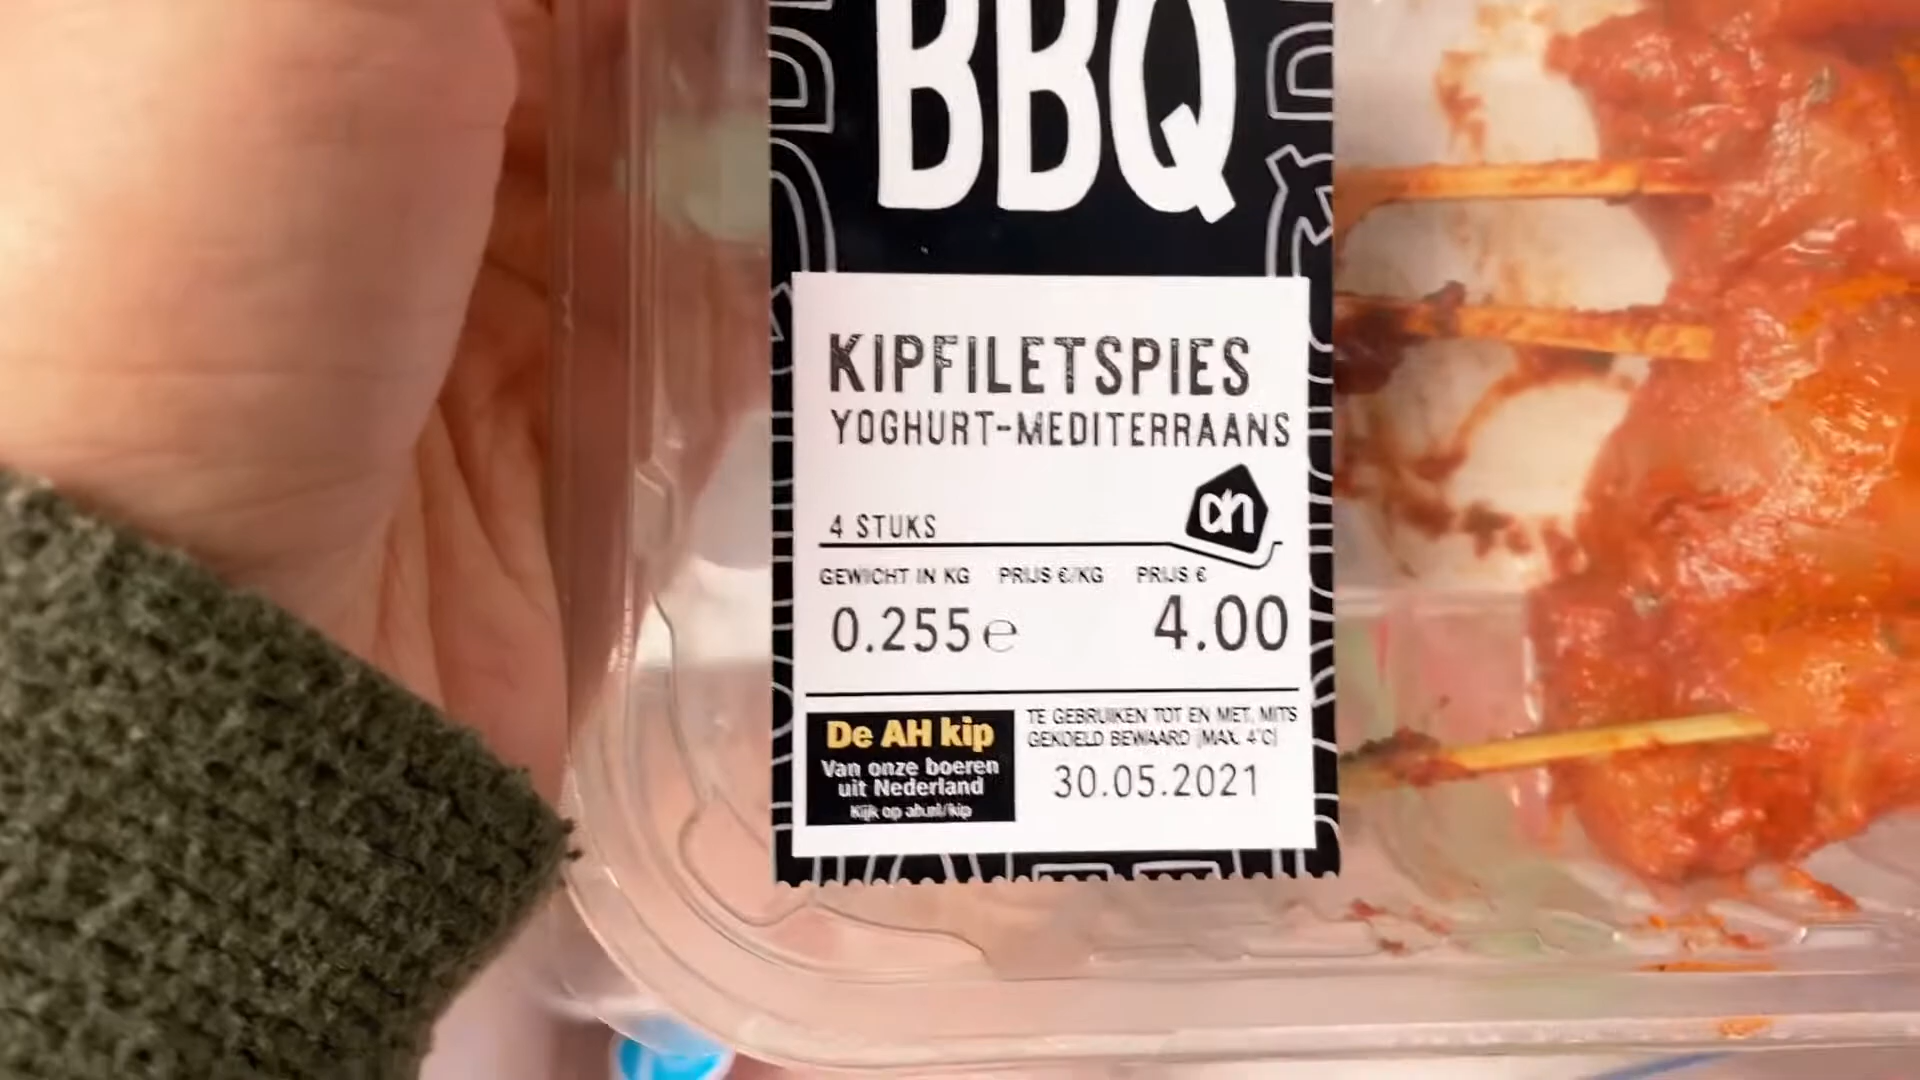 BBQ
KIPFILETSPIES
YOGHURT-MEDITERRAANS
4 STUKS
ah
GEWICHT IN KG PRIJS €/KG PRIJS €
0.255 ℮ 4.00
De AH kip
Van onze boeren
uit Nederland
Kijk op ah.nl/kip
TE GEBRUIKEN TOT EN MET, MITS
GEKOELD BEWAARD (MAX. 4°C)
30.05.2021